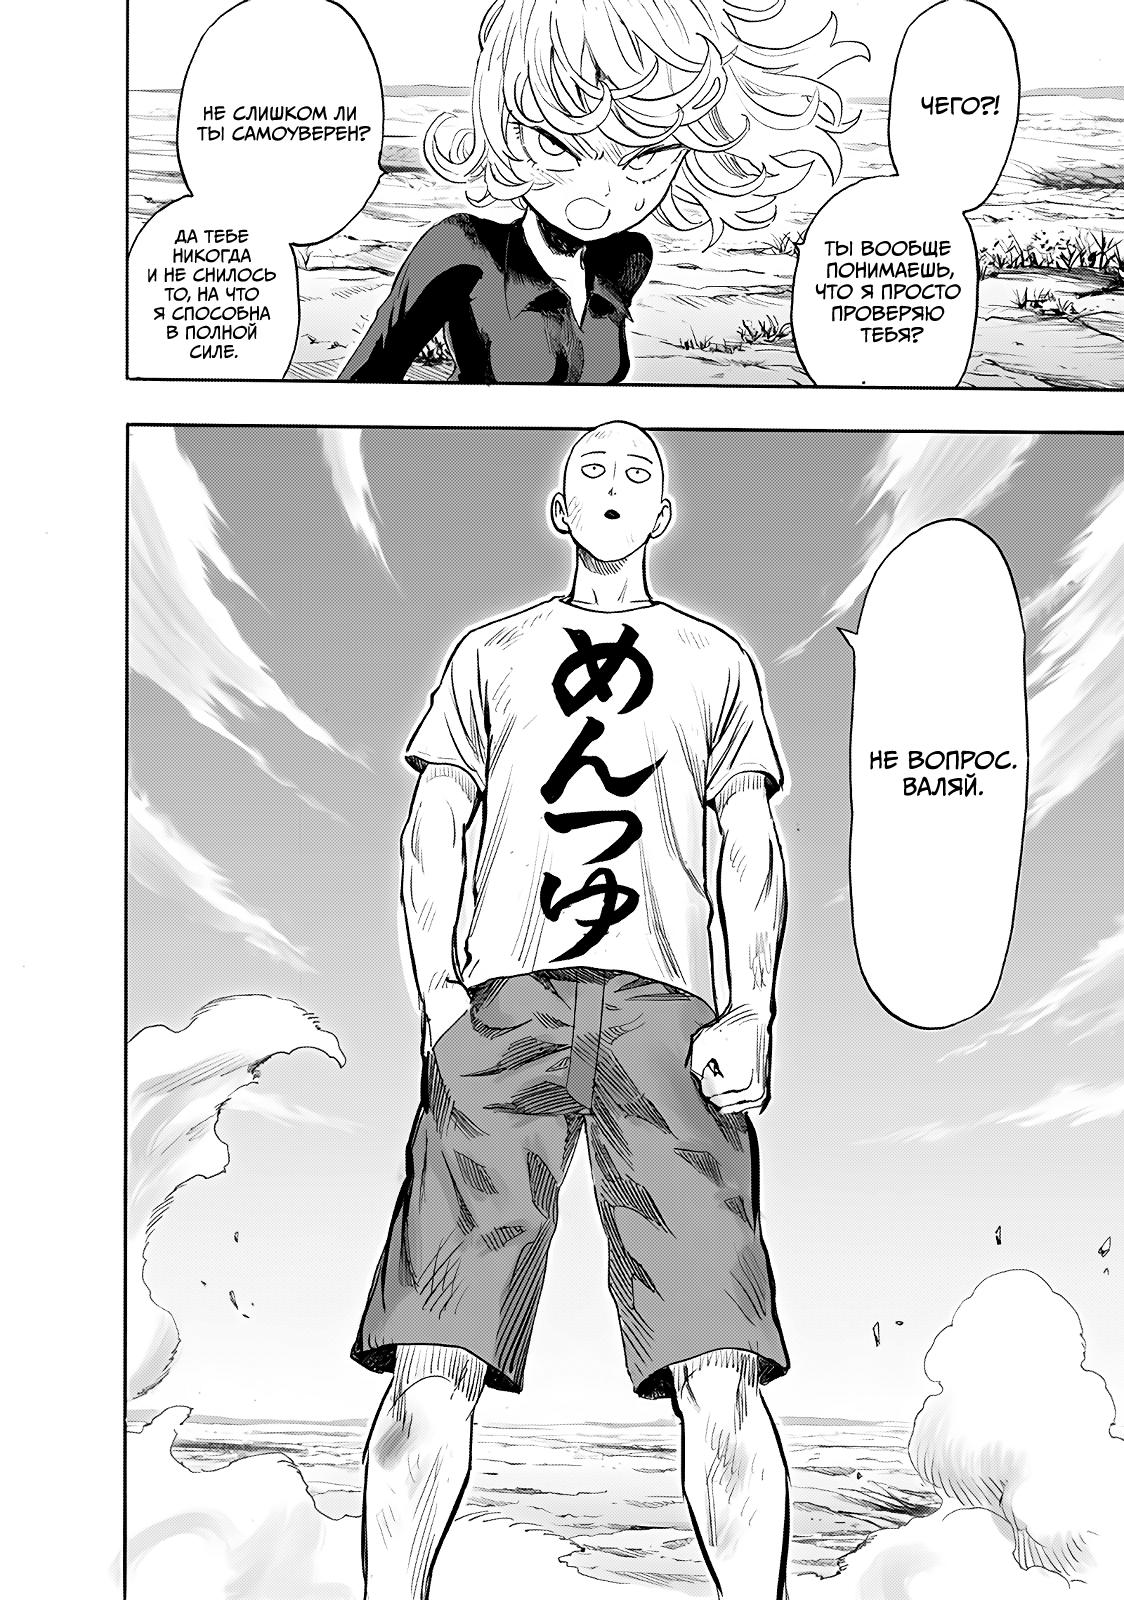 ЧЕГО?!
ТЫ ВООБЩЕ
ПОНИМАЕШЬ,
ЧТО Я ПРОСТО
ПРОВЕРЯЮ
ТЕБЯ?
НЕ СЛИШКОМ ЛИ
ТЫ САМОУВЕРЕН?
ДА ТЕБЕ
НИКОГДА
И НЕ СНИЛОСЬ
ТО, НА ЧТО
Я СПОСОБНА
В ПОЛНОЙ
СИЛЕ.
НЕ ВОПРОС.
ВАЛЯЙ.
めんつゆ